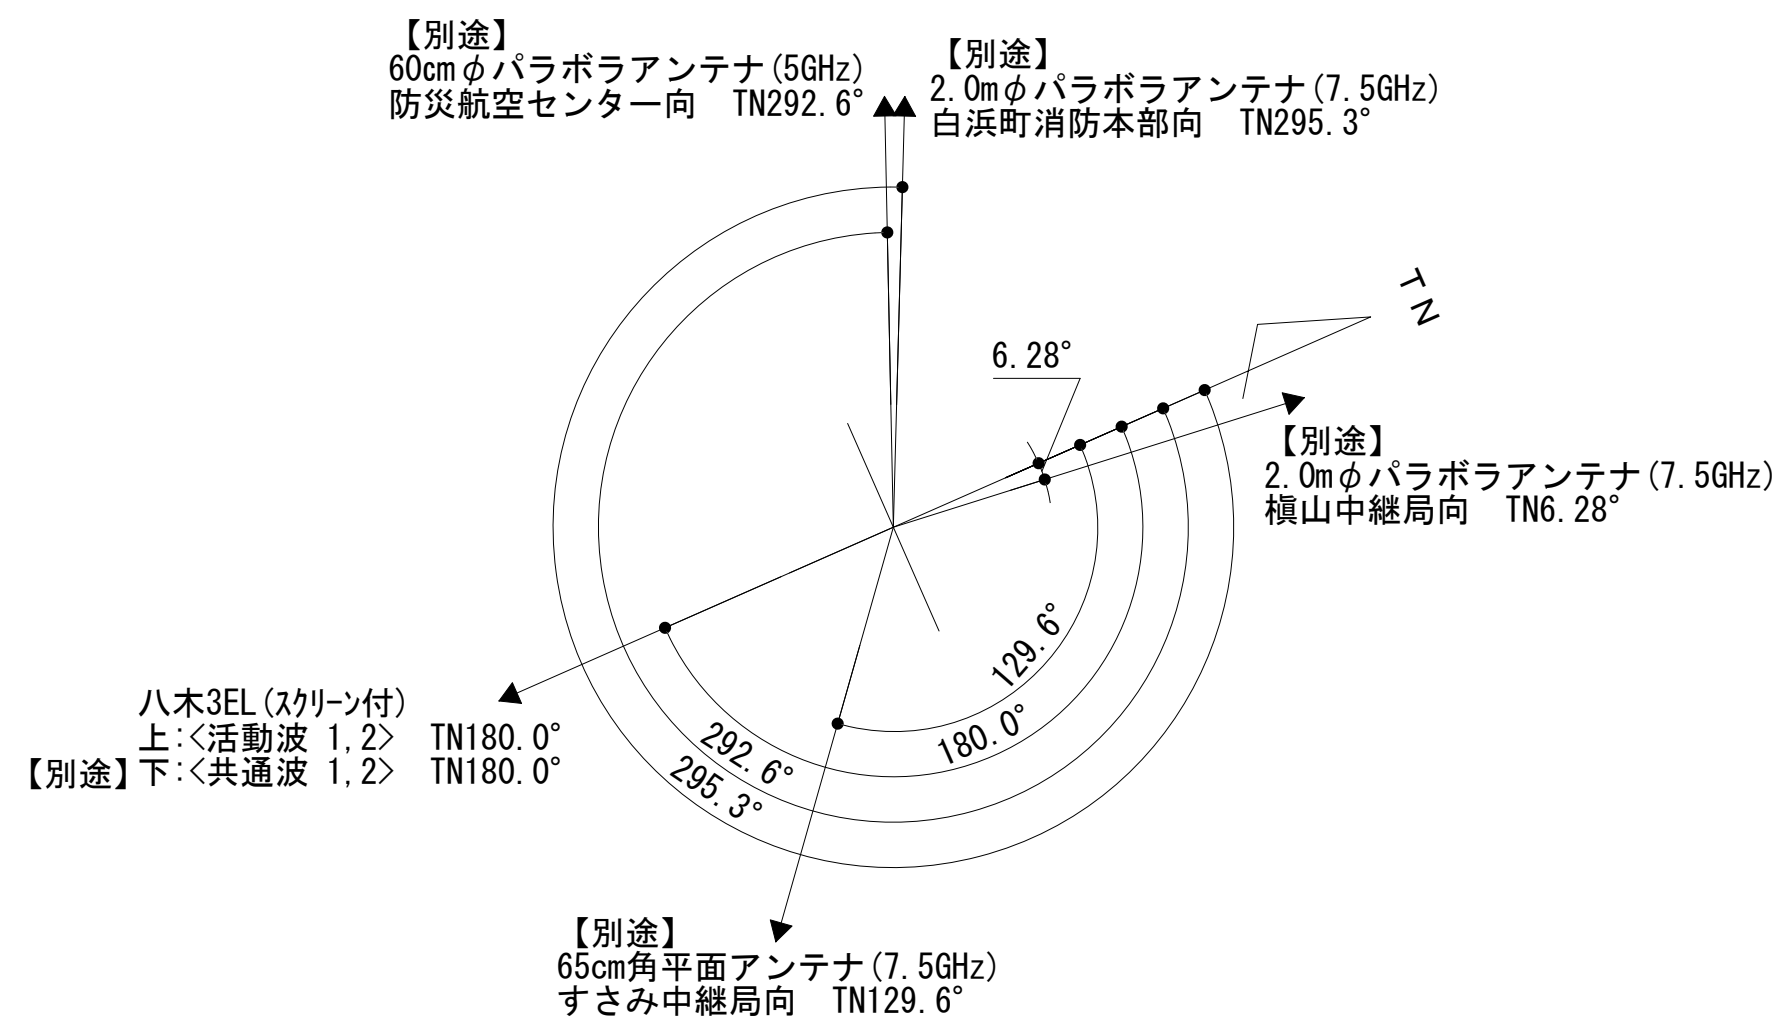 【別途】
60cmφパラボラアンテナ(5GHz)
防災航空センター向　TN292.6°
【別途】
2.0mφパラボラアンテナ(7.5GHz)
白浜町消防本部向　TN295.3°
TN
6.28°
【別途】
2.0mφパラボラアンテナ(7.5GHz)
槇山中継局向　TN6.28°
129.6°
180.0°
292.6°
295.3°
八木3EL(ｽｸﾘｰﾝ付)
上:<活動波 1,2>　TN180.0°
【別途】下:<共通波 1,2>　TN180.0°
【別途】
65cm角平面アンテナ(7.5GHz)
すさみ中継局向　TN129.6°